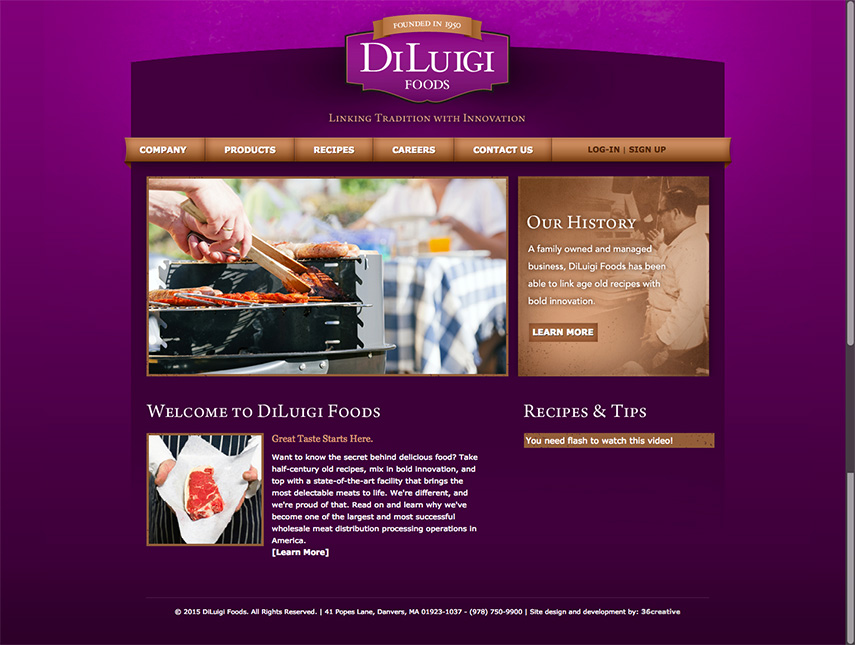 FOUNDED IN 1950
DiLuigi
FOODS
Linking Tradition with Innovation
COMPANY
PRODUCTS
RECIPES
CAREERS
CONTACT US
LOG-IN | SIGN UP
Our History
A family owned and managed
business, DiLuigi Foods has been
able to link age old recipes with
bold innovation.
LEARN MORE
Welcome to DiLuigi Foods
Great Taste Starts Here.
Want to know the secret behind delicious food? Take
half-century old recipes, mix in bold innovation, and
top with a state-of-the-art facility that brings the
most delectable meats to life. We're different, and
we're proud of that. Read on and learn why we've
become one of the largest and most successful
wholesale meat distribution processing operations in
America.
[Learn More]
Recipes & Tips
You need flash to watch this video!
© 2015 DiLuigi Foods. All Rights Reserved. | 41 Popes Lane, Danvers, MA 01923-1037 - (978) 750-9900 | Site design and development by: 36creative